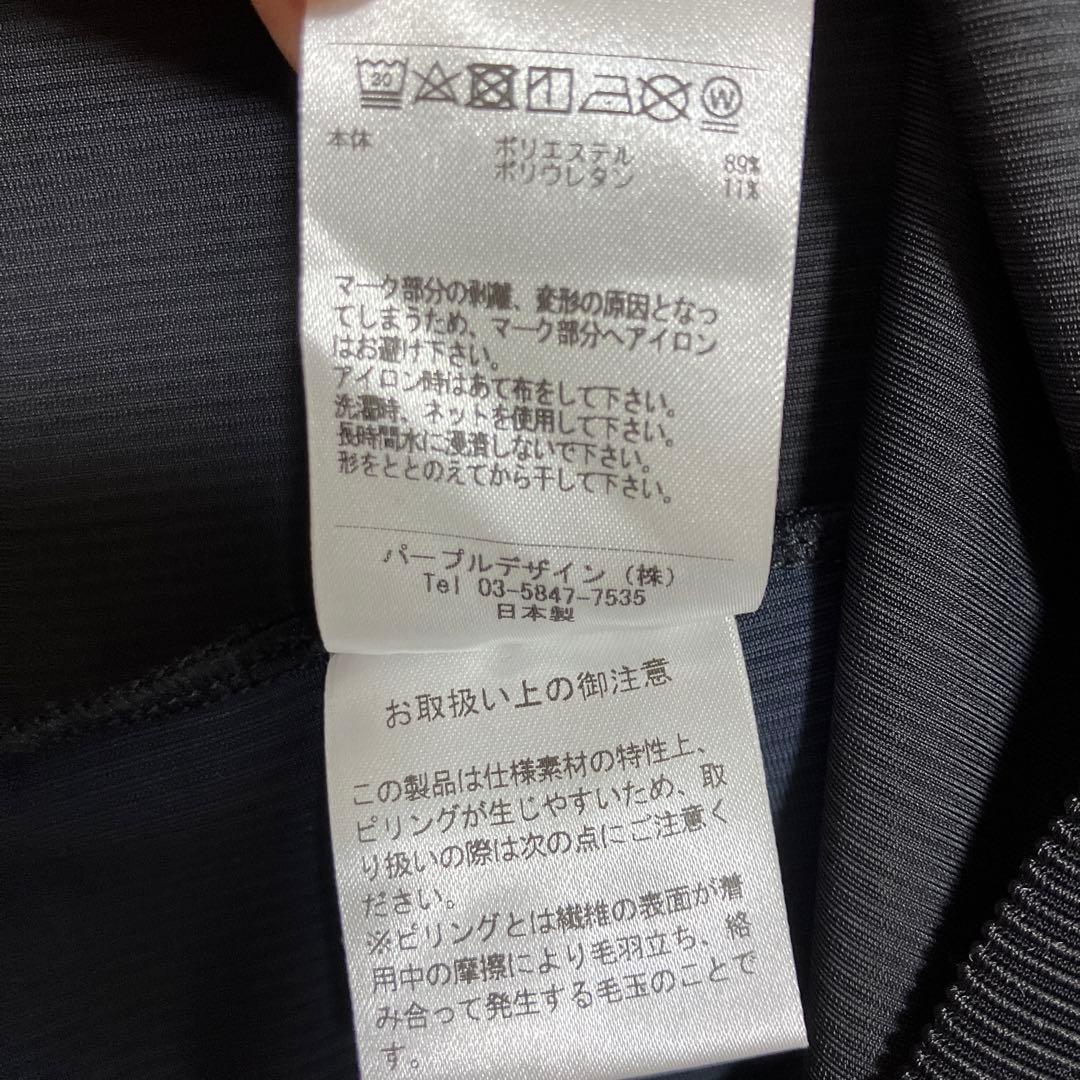 30 W
本体 ポリエステル 89%
ポリウレタン 11%
マーク部分の剥離、変形の原因となっ
てしまうため、マーク部分へアイロン
はお避け下さい。
アイロン時はあて布をして下さい。
洗濯時、ネットを使用して下さい。
長時間水に浸漬しないで下さい。
形をととのえてから干して下さい。
パープルデザイン(株)
Tel 03-5847-7535
日本製
お取扱い上の御注意
この製品は仕様素材の特性上、
ピリングが生じやすいため、取
り扱いの際は次の点にご注意く
ださい。
※ピリングとは繊維の表面が着
用中の摩擦により毛羽立ち、絡
み合って発生する毛玉のことで
す。